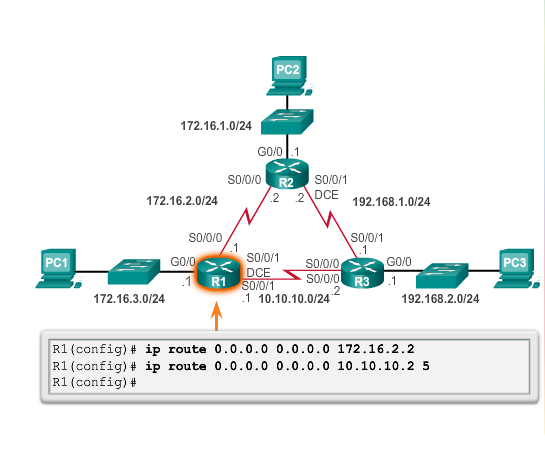 PC2
172.16.1.0/24
G0/0 .1
S0/0/0
R2
S0/0/1
DCE
.2
.2
172.16.2.0/24
192.168.1.0/24
S0/0/0
.1
S0/0/1
.1
PC1
G0/0
.1
R1
S0/0/1
DCE
S0/0/1
.1
S0/0/0
S0/0/0
.2
R3
G0/0
.1
PC3
172.16.3.0/24
10.10.10.0/24
192.168.2.0/24
R1(config)# ip route 0.0.0.0 0.0.0.0 172.16.2.2
R1(config)# ip route 0.0.0.0 0.0.0.0 10.10.10.2 5
R1(config)#